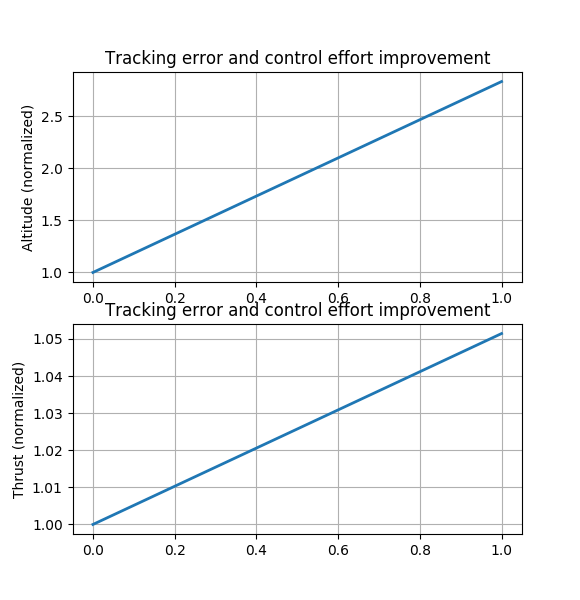 Tracking error and control effort improvement
Altitude (normalized)
2.5
2.0
1.5
1.0
0.0 0.2 0.4 0.6 0.8 1.0
Tracking error and control effort improvement
Thrust (normalized)
1.05
1.04
1.03
1.02
1.01
1.00
0.0 0.2 0.4 0.6 0.8 1.0